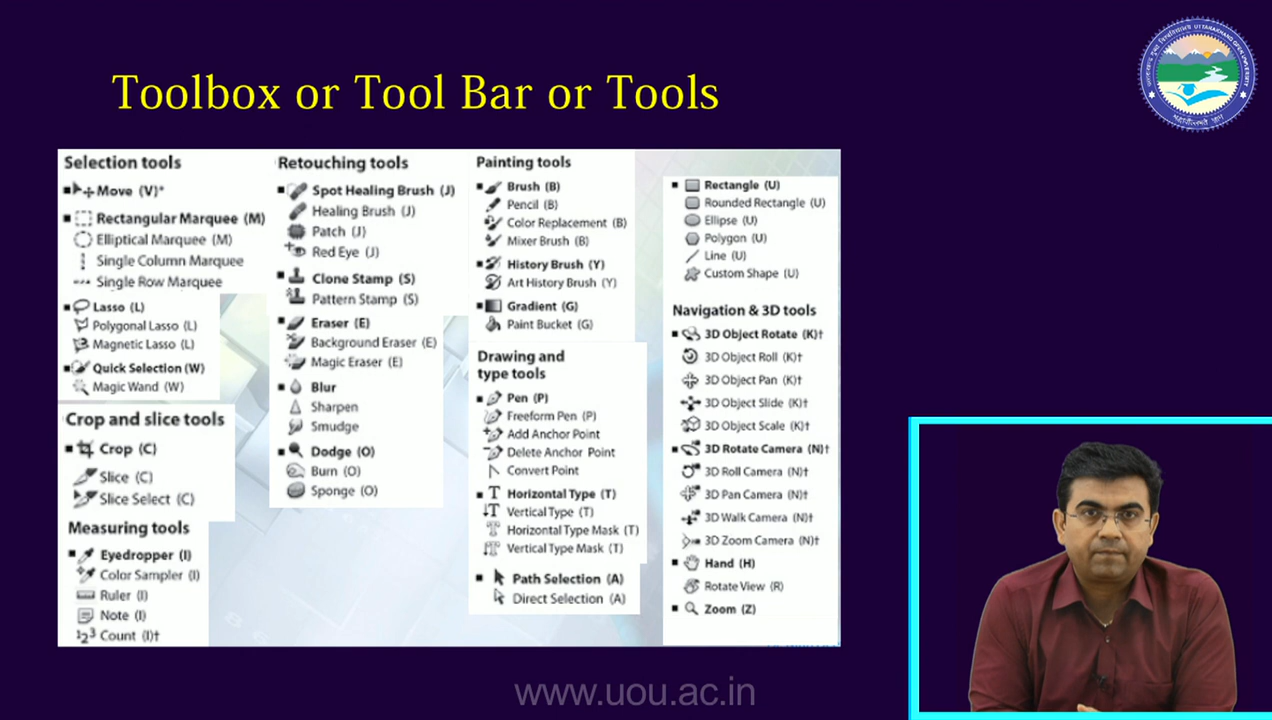 Toolbox or Tool Bar or Tools
Selection tools
Move (V)*
Rectangular Marquee (M)
Elliptical Marquee (M)
Single Column Marquee
Single Row Marquee
Lasso (L)
Polygonal Lasso (L)
Magnetic Lasso (L)
Quick Selection (W)
Magic Wand (W)
Crop and slice tools
Crop (C)
Slice (C)
Slice Select (C)
Measuring tools
Eyedropper (I)
Color Sampler (I)
Ruler (I)
Note (I)
Count (I)†
Retouching tools
Spot Healing Brush (J)
Healing Brush (J)
Patch (J)
Red Eye (J)
Clone Stamp (S)
Pattern Stamp (S)
Eraser (E)
Background Eraser (E)
Magic Eraser (E)
Blur
Sharpen
Smudge
Dodge (O)
Burn (O)
Sponge (O)
Painting tools
Brush (B)
Pencil (B)
Color Replacement (B)
Mixer Brush (B)
History Brush (Y)
Art History Brush (Y)
Gradient (G)
Paint Bucket (G)
Drawing and
type tools
Pen (P)
Freeform Pen (P)
Add Anchor Point
Delete Anchor Point
Convert Point
Horizontal Type (T)
Vertical Type (T)
Horizontal Type Mask (T)
Vertical Type Mask (T)
Path Selection (A)
Direct Selection (A)
Rectangle (U)
Rounded Rectangle (U)
Ellipse (U)
Polygon (U)
Line (U)
Custom Shape (U)
Navigation & 3D tools
3D Object Rotate (K)†
3D Object Roll (K)†
3D Object Pan (K)†
3D Object Slide (K)†
3D Object Scale (K)†
3D Rotate Camera (N)†
3D Roll Camera (N)†
3D Pan Camera (N)†
3D Walk Camera (N)†
3D Zoom Camera (N)†
Hand (H)
Rotate View (R)
Zoom (Z)
UTTARAKHAND OPEN UNIVERSITY
www.uou.ac.in